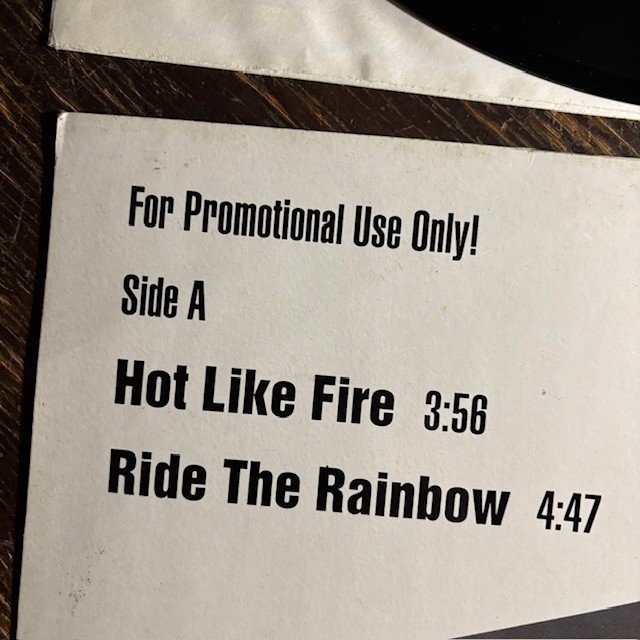 For Promotional Use Only!
Side A
Hot Like Fire 3:56
Ride The Rainbow 4:47